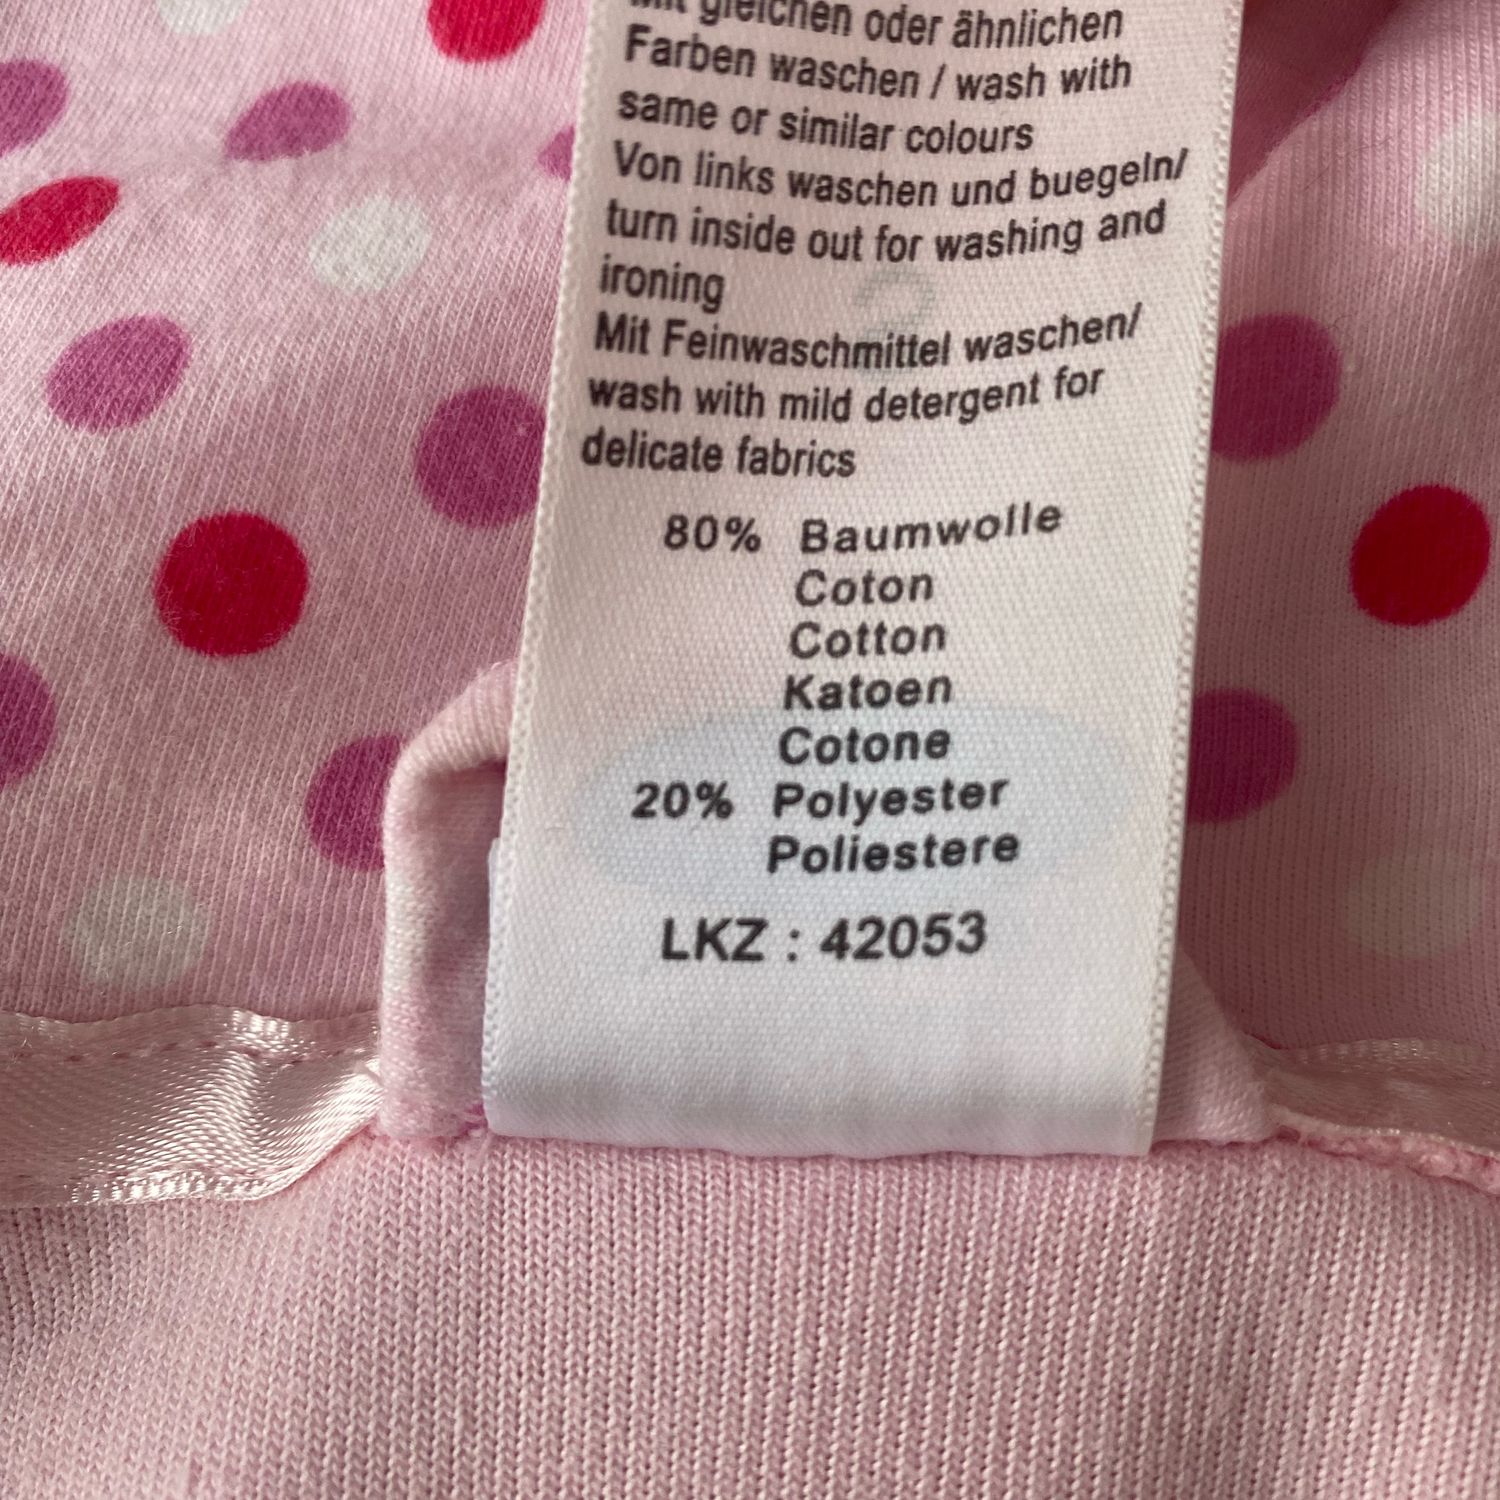 Mit gleichen oder ähnlichen
Farben waschen / wash with
same or similar colours
Von links waschen und buegeln/
turn inside out for washing and
ironing
Mit Feinwaschmittel waschen/
wash with mild detergent for
delicate fabrics
80% Baumwolle
Coton
Cotton
Katoen
Cotone
20% Polyester
Poliestere
LKZ : 42053